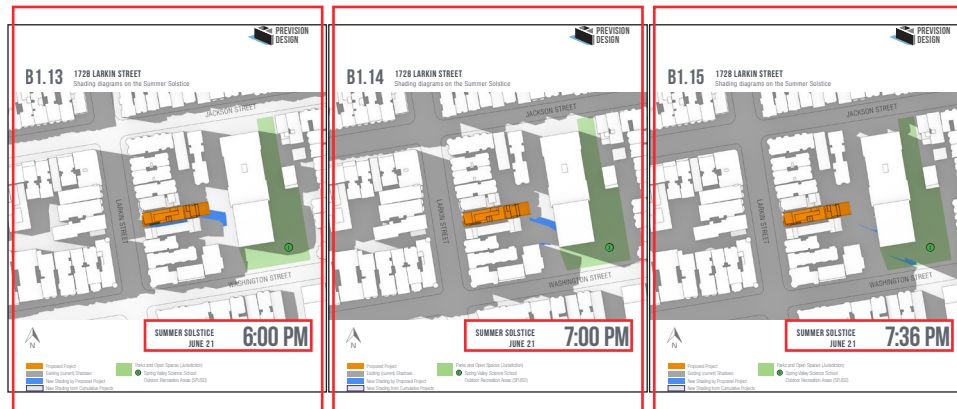 PREVISION
DESIGN
B1.13
1728 LARKIN STREET
Shading diagrams on the Summer Solstice
JACKSON STREET
LARKIN STREET
WASHINGTON STREET
N
SUMMER SOLSTICE
JUNE 21
6:00 PM
Proposed Project
Existing (current) Shadows
New Shading by Proposed Project
New Shading from Cumulative Projects
Parks and Open Spaces (Jurisdiction)
1 Spring Valley Science School
Outdoor Recreation Areas (SFUSD)
PREVISION
DESIGN
B1.14
1728 LARKIN STREET
Shading diagrams on the Summer Solstice
JACKSON STREET
LARKIN STREET
WASHINGTON STREET
N
SUMMER SOLSTICE
JUNE 21
7:00 PM
Proposed Project
Existing (current) Shadows
New Shading by Proposed Project
New Shading from Cumulative Projects
Parks and Open Spaces (Jurisdiction)
1 Spring Valley Science School
Outdoor Recreation Areas (SFUSD)
PREVISION
DESIGN
B1.15
1728 LARKIN STREET
Shading diagrams on the Summer Solstice
JACKSON STREET
LARKIN STREET
WASHINGTON STREET
N
SUMMER SOLSTICE
JUNE 21
7:36 PM
Proposed Project
Existing (current) Shadows
New Shading by Proposed Project
New Shading from Cumulative Projects
Parks and Open Spaces (Jurisdiction)
1 Spring Valley Science School
Outdoor Recreation Areas (SFUSD)